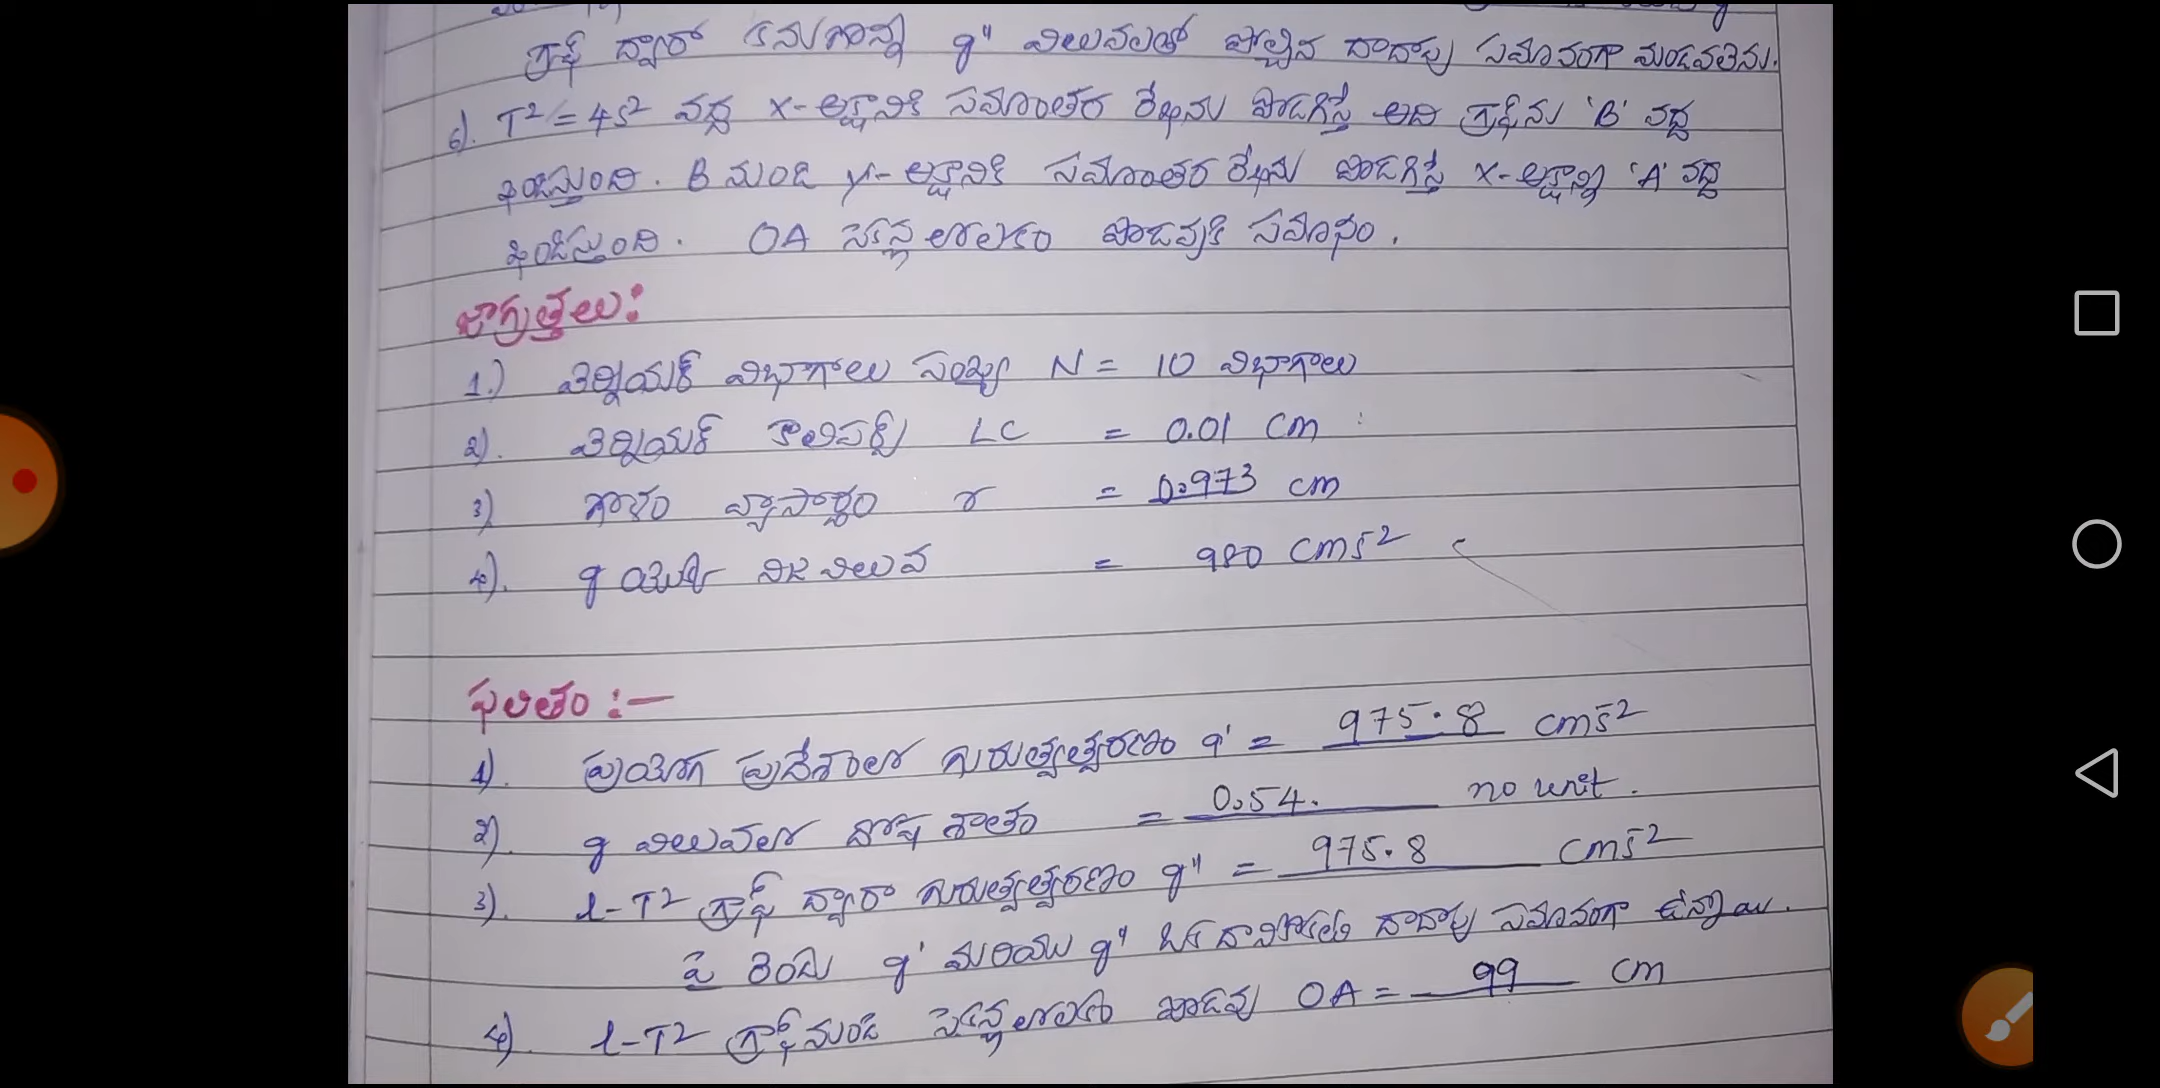 గ్రాఫ్ ద్వారా కనుగొన్న g" విలువలతో పోల్చిన దాదాపు సమానంగా వుండవలెను.
6). T² = 4s² వద్ద x-అక్షానికి సమాంతర రేఖను పొడిగిస్తే అది గ్రాఫ్‌ను 'B' వద్ద
ఖండిస్తుంది. B నుండి y-అక్షానికి సమాంతర రేఖను పొడిగిస్తే x-అక్షాన్ని 'A' వద్ద
ఖండిస్తుంది. OA సెకన్ల లోలకం పొడవుకి సమానం.
జాగ్రత్తలు:
1.) వెర్నియర్ విభాగాలు సంఖ్య N = 10 విభాగాలు
2). వెర్నియర్ LC = 0.01 cm
3) గోళం వ్యాసార్ధం r = 0.973 cm
4). g యొక్క నిజ విలువ = 980 cms̄²
ఫలితం :-
1). ప్రయోగ ప్రదేశంలో గురుత్వత్వరణం g' = 975.8 cms̄²
2). g విలువలో దోష శాతం = 0.54. no unit.
3). l-T² గ్రాఫ్ ద్వారా గురుత్వత్వరణం g" = 975.8 cms̄²
పై రెండు g' మరియు g" దాదాపు సమానంగా ఉన్నాయి.
4). l-T² గ్రాఫ్ నుండి సెకన్ల లోలకం పొడవు OA = 99 cm